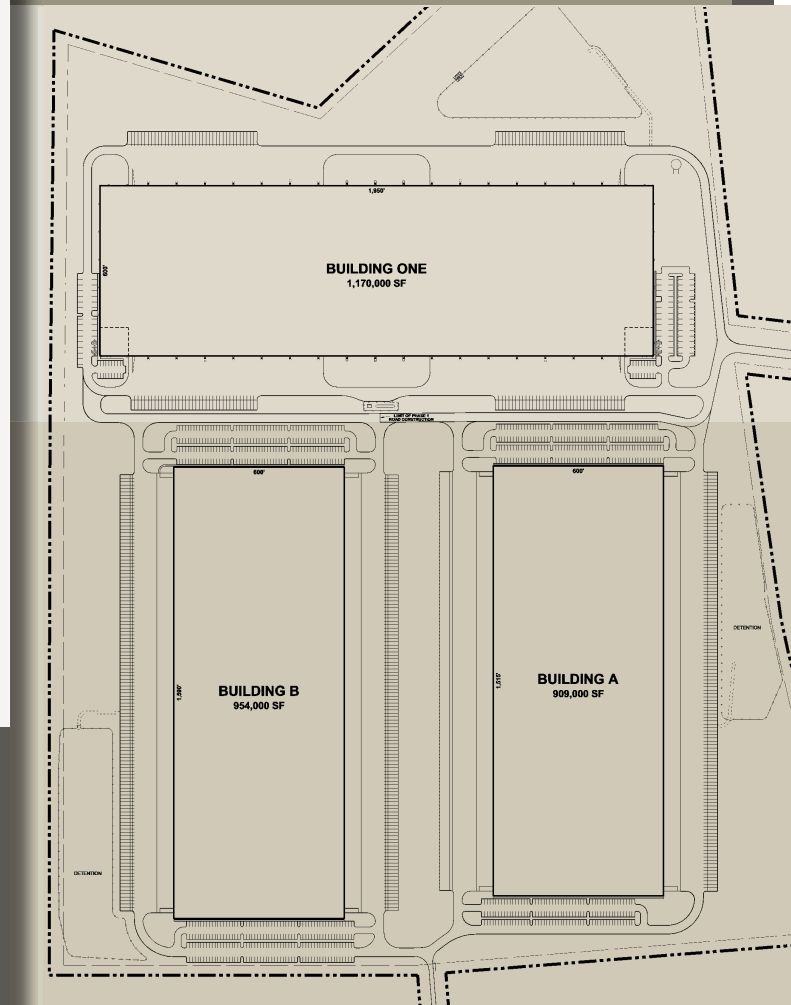 1,950'
600'
BUILDING ONE
1,170,000 SF
LIMIT OF PHASE 1
ROAD CONSTRUCTION
600'
600'
DETENTION
1,590'
BUILDING B
954,000 SF
1,515'
BUILDING A
909,000 SF
DETENTION